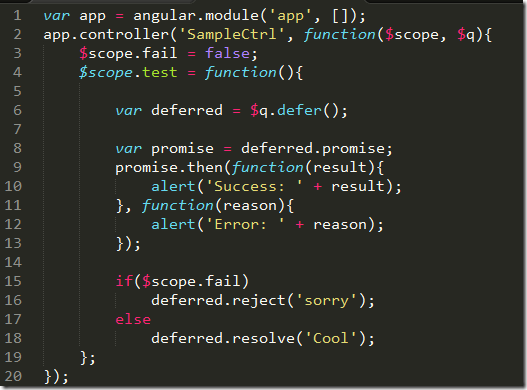 1 var app = angular.module('app', []);
2 app.controller('SampleCtrl', function($scope, $q){
3     $scope.fail = false;
4     $scope.test = function(){
5
6         var deferred = $q.defer();
7
8         var promise = deferred.promise;
9         promise.then(function(result){
10             alert('Success: ' + result);
11         }, function(reason){
12             alert('Error: ' + reason);
13         });
14
15         if($scope.fail)
16             deferred.reject('sorry');
17         else
18             deferred.resolve('Cool');
19     };
20 });